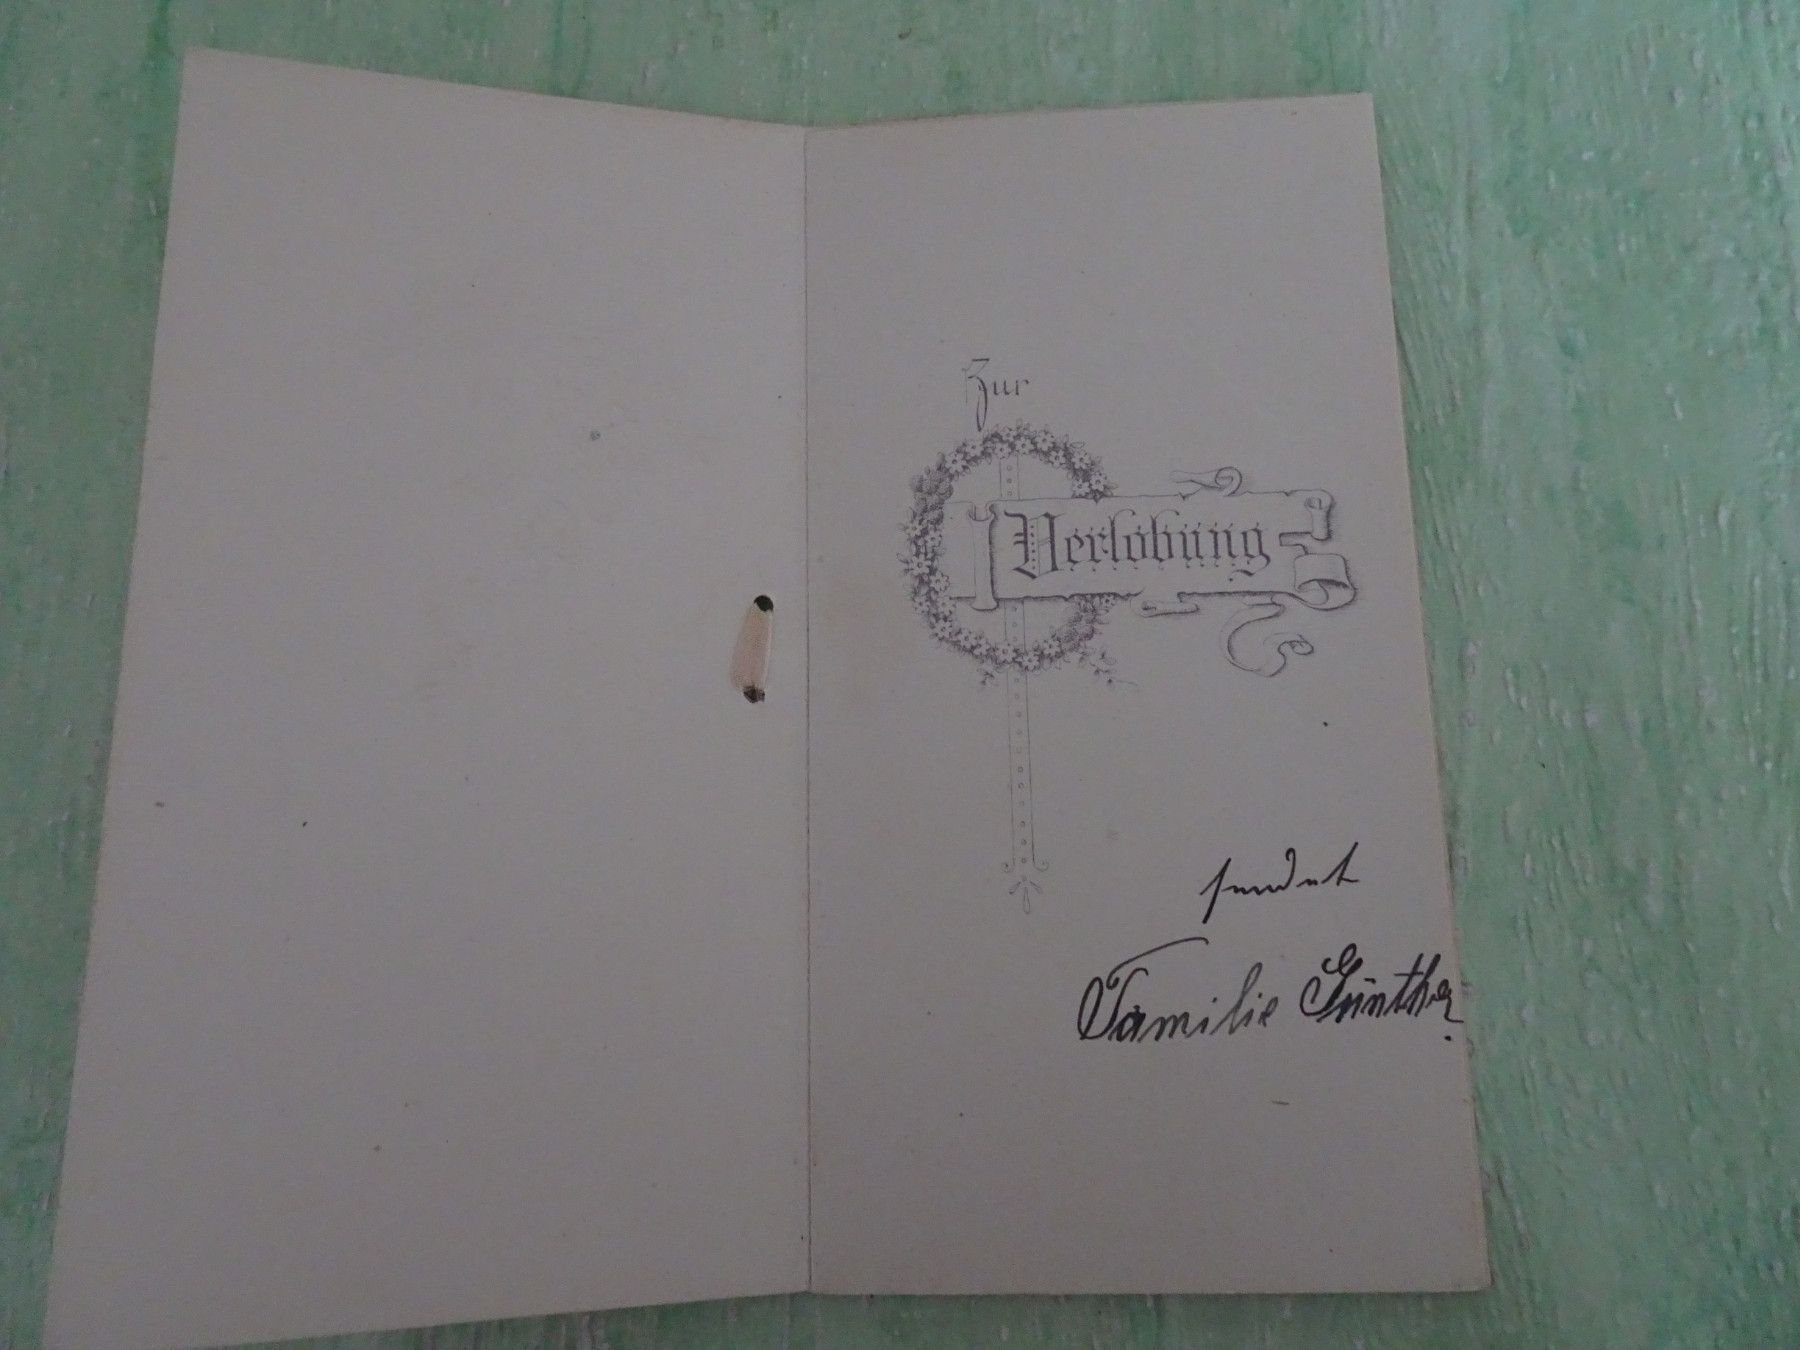 Zur
Verlobung
sendet
Familie Günther.